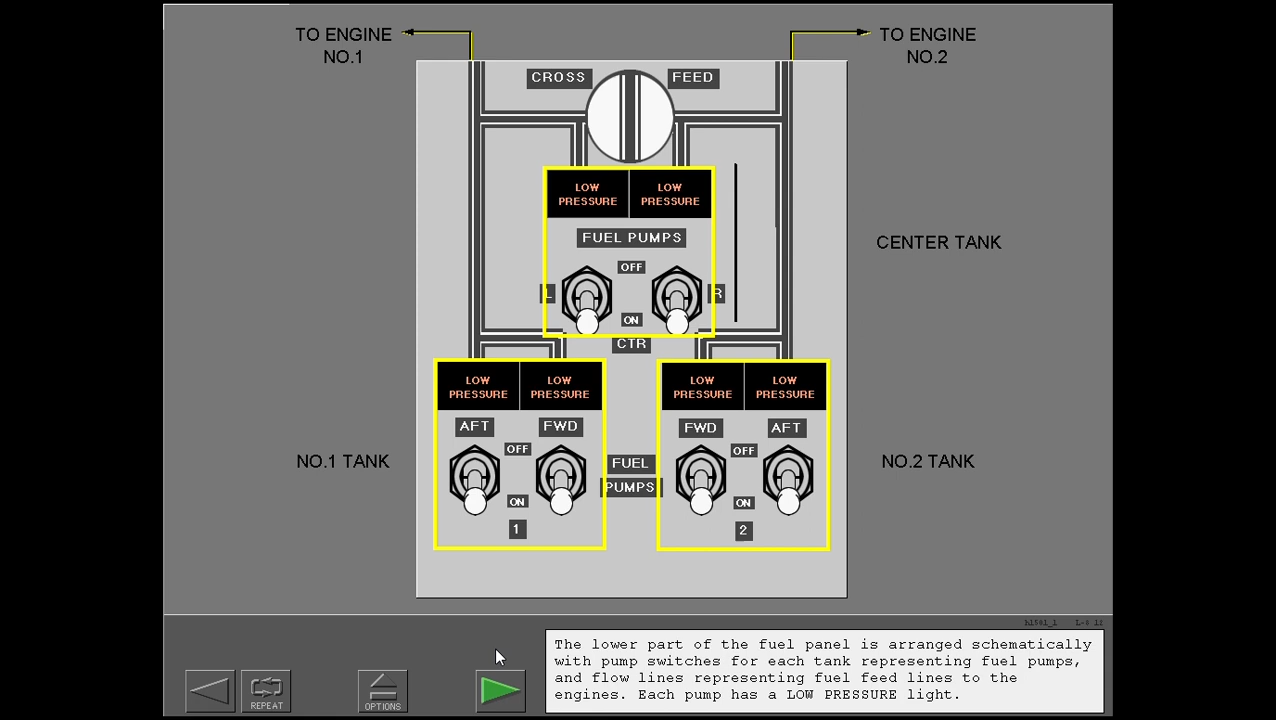 TO ENGINE
NO.1
TO ENGINE
NO.2
CROSS FEED
LOW
PRESSURE
LOW
PRESSURE
FUEL PUMPS
OFF
L
R
ON
CTR
CENTER TANK
LOW
PRESSURE
LOW
PRESSURE
LOW
PRESSURE
LOW
PRESSURE
AFT FWD
OFF
ON
1
FUEL
PUMPS
FWD AFT
OFF
ON
2
NO.1 TANK
NO.2 TANK
The lower part of the fuel panel is arranged schematically
with pump switches for each tank representing fuel pumps,
and flow lines representing fuel feed lines to the
engines. Each pump has a LOW PRESSURE light.
REPEAT
OPTIONS